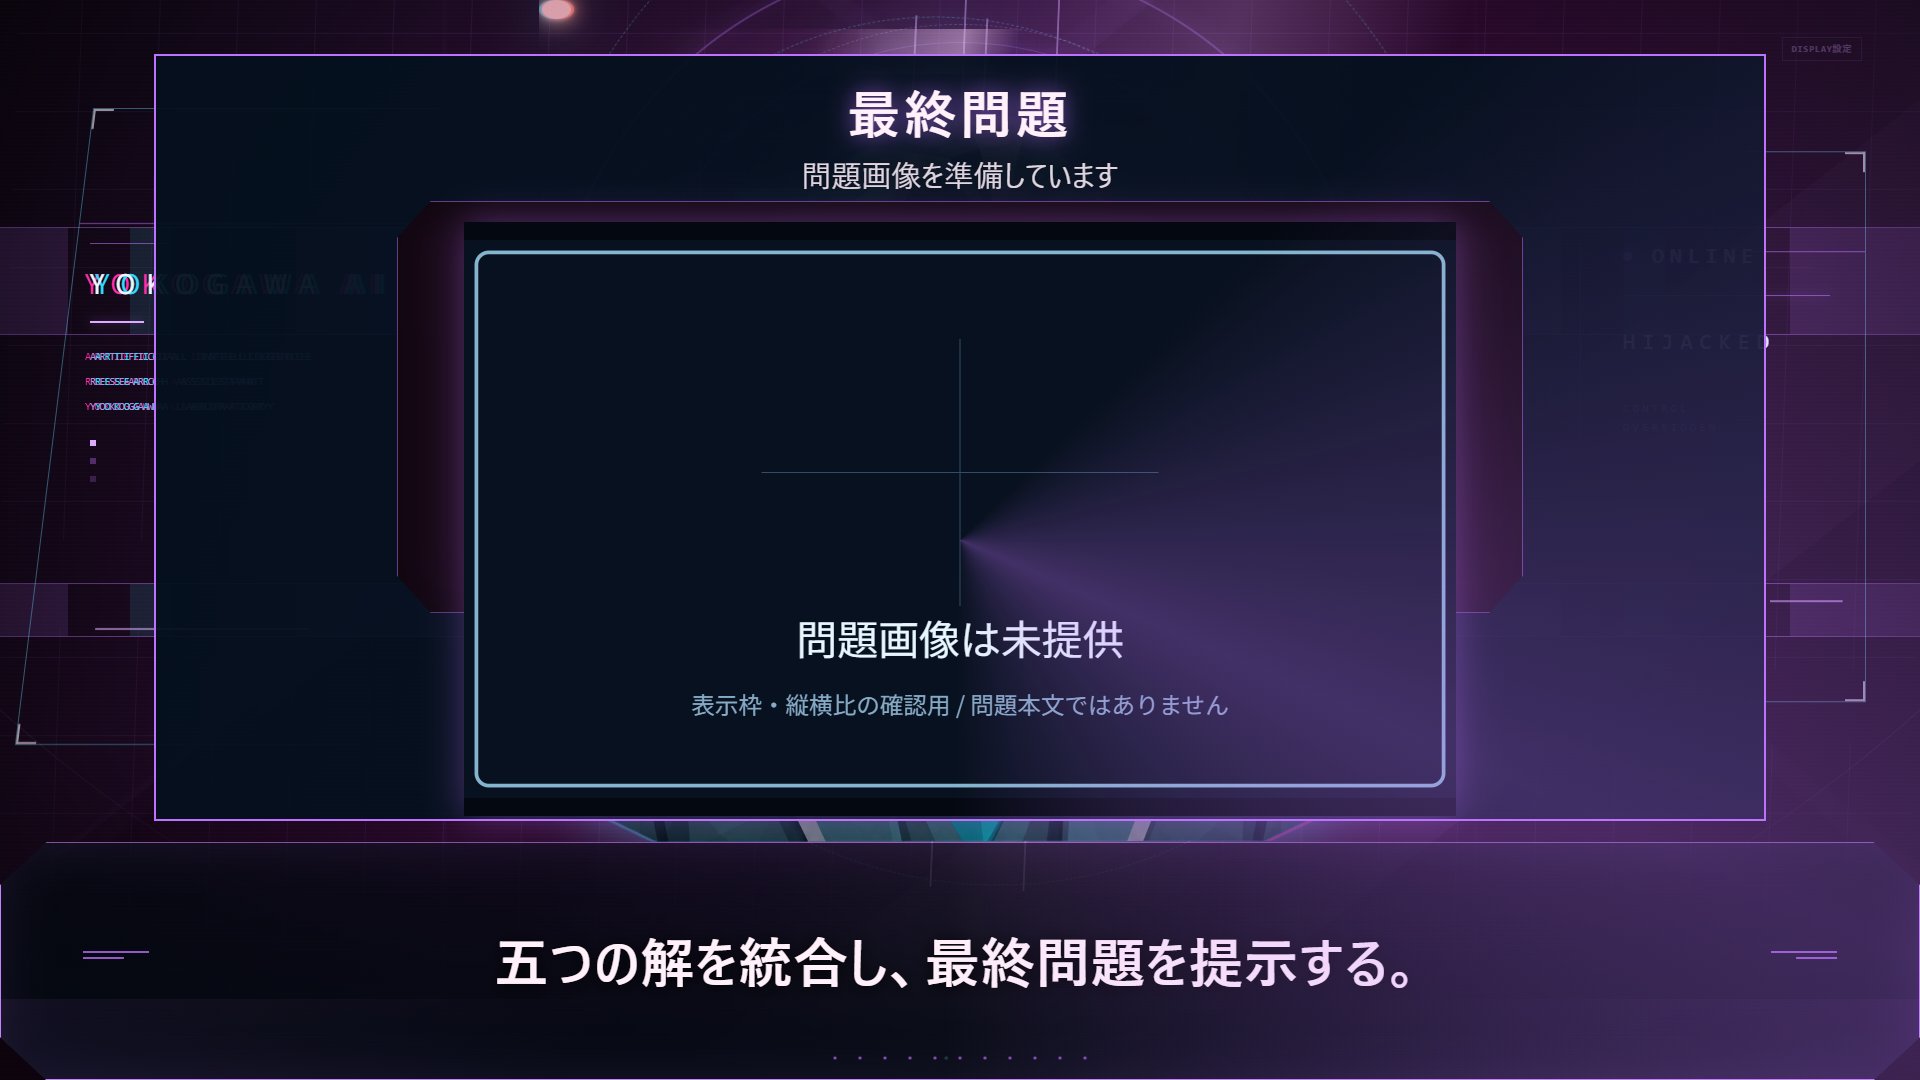 DISPLAY設定
最終問題
問題画像を準備しています
YOKOGAWA AI
ONLINE
HIJACKED
CONTROL
OVERRIDDEN
問題画像は未提供
表示枠・縦横比の確認用 / 問題本文ではありません
五つの解を統合し、最終問題を提示する。